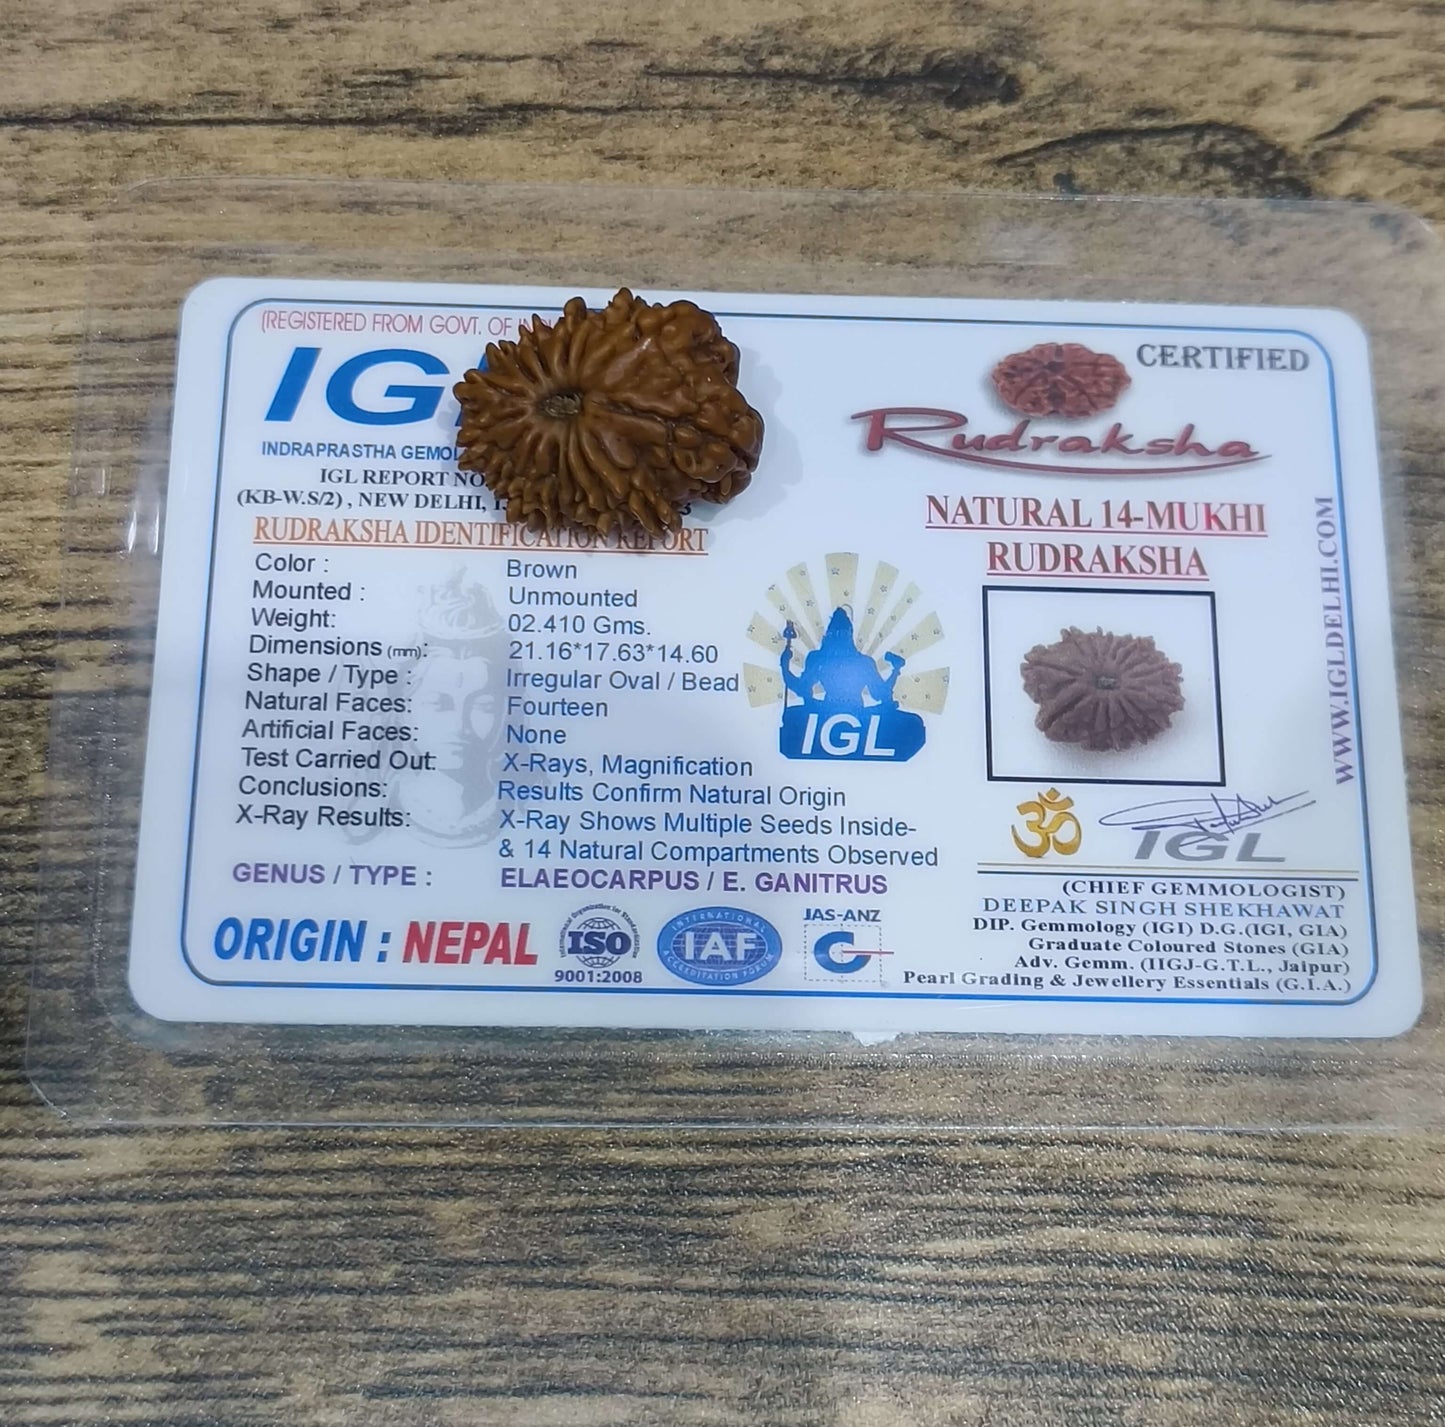 (REGISTERED FROM GOVT. OF
IGL
INDRAPRASTHA
IGL REPORT NO.
(KB-W.S/2) , NEW DELHI,
RUDRAKSHA IDENTIFICATION REPORT
Color : Brown
Mounted : Unmounted
Weight: 02.410 Gms.
Dimensions (mm): 21.16*17.63*14.60
Shape / Type : Irregular Oval / Bead
Natural Faces: Fourteen
Artificial Faces: None
Test Carried Out: X-Rays, Magnification
Conclusions: Results Confirm Natural Origin
X-Ray Results: X-Ray Shows Multiple Seeds Inside-
& 14 Natural Compartments Observed
GENUS / TYPE : ELAEOCARPUS / E. GANITRUS
ORIGIN : NEPAL
ISO
9001:2008
INTERNATIONAL
IAF
ACCREDITATION FORUM
JAS-ANZ
IGL
CERTIFIED
Rudraksha
NATURAL 14-MUKHI
RUDRAKSHA
WWW.IGLDELHI.COM
ॐ
IGL
(CHIEF GEMMOLOGIST)
DEEPAK SINGH SHEKHAWAT
DIP. Gemmology (IGI) D.G.(IGI, GIA)
Graduate Coloured Stones (GIA)
Adv. Gemm. (IIGJ-G.T.L., Jaipur)
Pearl Grading & Jewellery Essentials (G.I.A.)